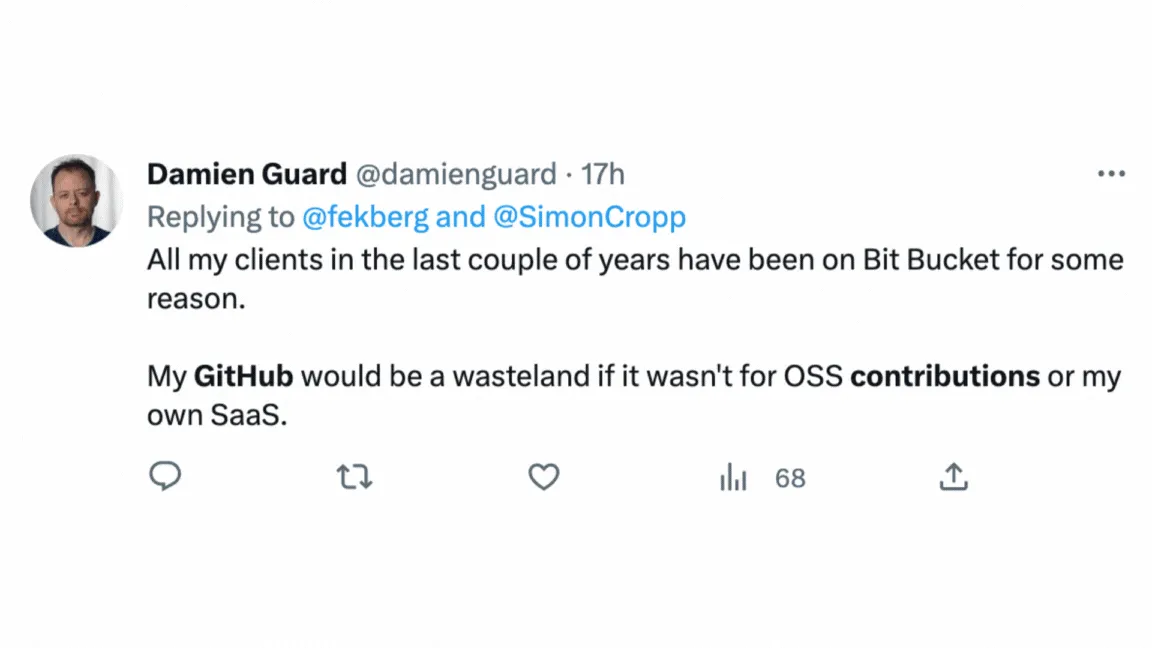 Damien Guard @damienguard · 17h
Replying to @fekberg and @SimonCropp
All my clients in the last couple of years have been on Bit Bucket for some
reason.
My GitHub would be a wasteland if it wasn't for OSS contributions or my
own SaaS.
68